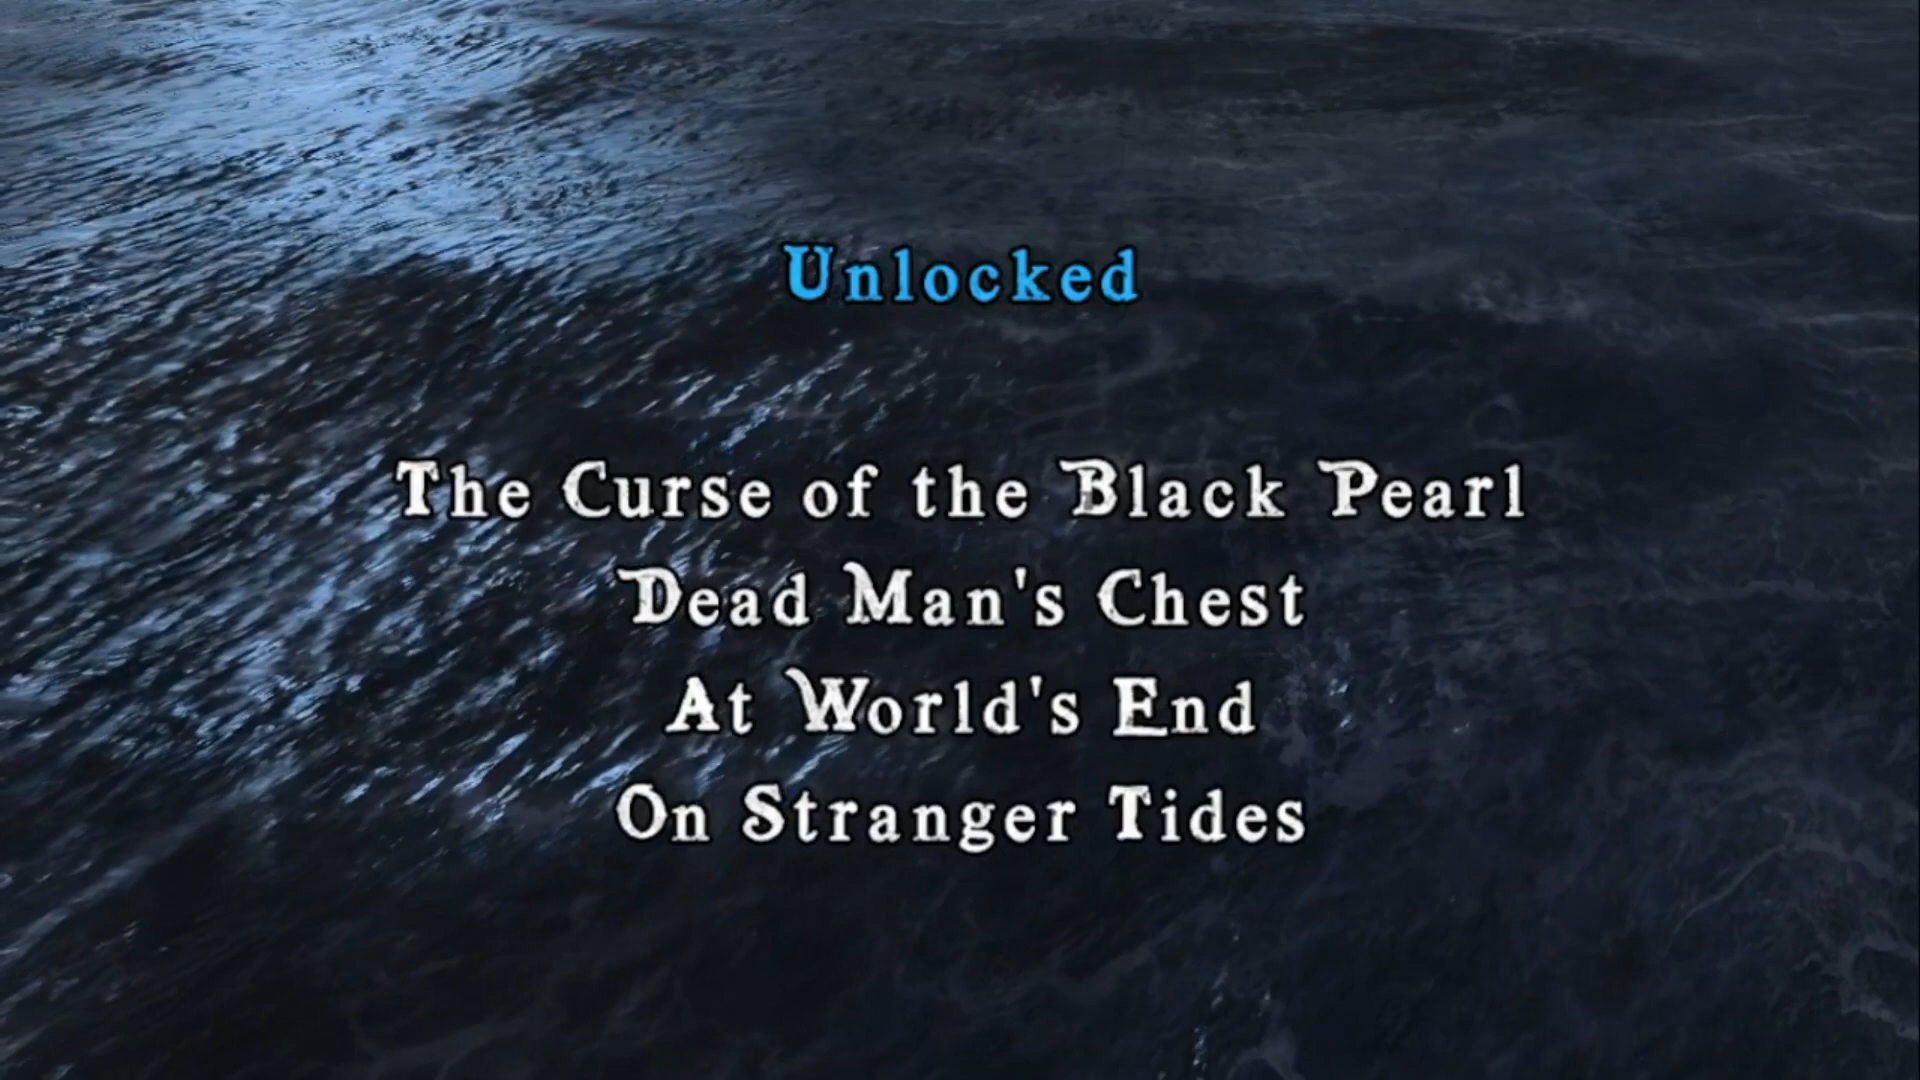 Unlocked
The Curse of the Black Pearl
Dead Man's Chest
At World's End
On Stranger Tides